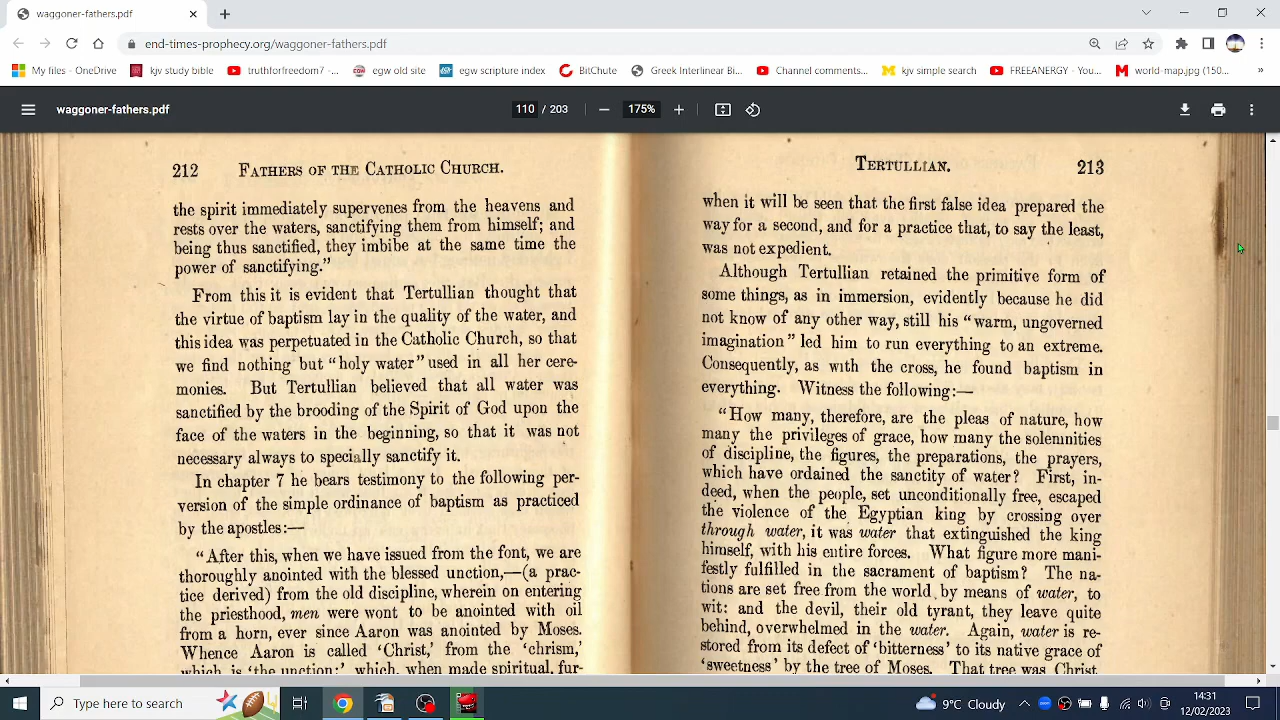 waggoner-fathers.pdf
end-times-prophecy.org/waggoner-fathers.pdf
My files - OneDrive
kjv study bible
truthforfreedom7 -...
egw old site
egw scripture index
BitChute
Greek Interlinear Bi...
Channel comments...
kjv simple search
FREEANERGY - You...
world-map.jpg (150...
waggoner-fathers.pdf
110 / 203
175%
212 FATHERS OF THE CATHOLIC CHURCH.
the spirit immediately supervenes from the heavens and
rests over the waters, sanctifying them from himself; and
being thus sanctified, they imbibe at the same time the
power of sanctifying.”
From this it is evident that Tertullian thought that
the virtue of baptism lay in the quality of the water, and
this idea was perpetuated in the Catholic Church, so that
we find nothing but “holy water” used in all her cere-
monies. But Tertullian believed that all water was
sanctified by the brooding of the Spirit of God upon the
face of the waters in the beginning, so that it was not
necessary always to specially sanctify it.
In chapter 7 he bears testimony to the following per-
version of the simple ordinance of baptism as practiced
by the apostles:—
“After this, when we have issued from the font, we are
thoroughly anointed with the blessed unction,—(a prac-
tice derived) from the old discipline, wherein on entering
the priesthood, men were wont to be anointed with oil
from a horn, ever since Aaron was anointed by Moses.
Whence Aaron is called ‘Christ,’ from the ‘chrism,’
which is ‘the unction;’ which, when made spiritual, fur-
TERTULLIAN. 213
when it will be seen that the first false idea prepared the
way for a second, and for a practice that, to say the least,
was not expedient.
Although Tertullian retained the primitive form of
some things, as in immersion, evidently because he did
not know of any other way, still his “warm, ungoverned
imagination” led him to run everything to an extreme.
Consequently, as with the cross, he found baptism in
everything. Witness the following:—
“How many, therefore, are the pleas of nature, how
many the privileges of grace, how many the solemnities
of discipline, the figures, the preparations, the prayers,
which have ordained the sanctity of water? First, in-
deed, when the people, set unconditionally free, escaped
the violence of the Egyptian king by crossing over
through water, it was water that extinguished the king
himself, with his entire forces. What figure more mani-
festly fulfilled in the sacrament of baptism? The na-
tions are set free from the world by means of water, to
wit: and the devil, their old tyrant, they leave quite
behind, overwhelmed in the water. Again, water is re-
stored from its defect of ‘bitterness’ to its native grace of
‘sweetness’ by the tree of Moses. That tree was Christ,
Type here to search
9°C Cloudy
14:31
12/02/2023